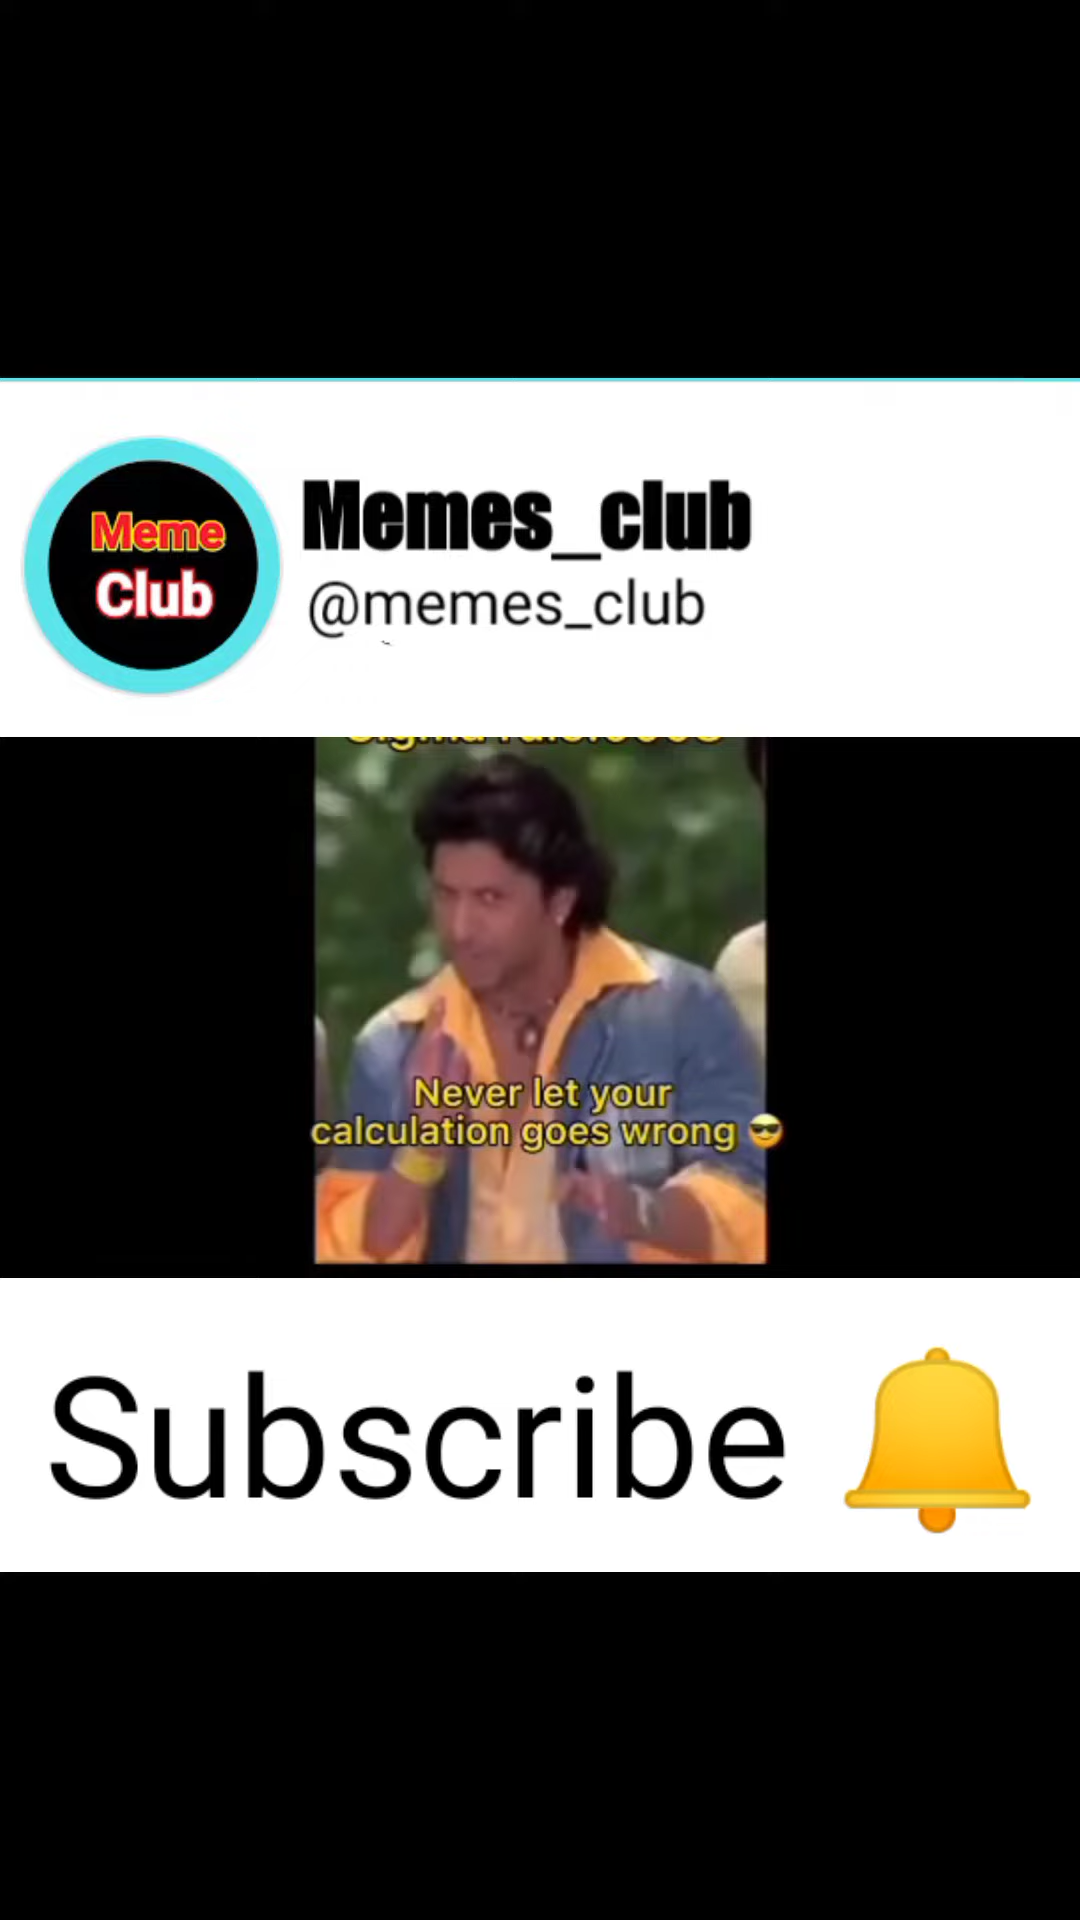 Meme
Club
Memes_club
@memes_club
Never let your
calculation goes wrong 😎
Subscribe 🔔